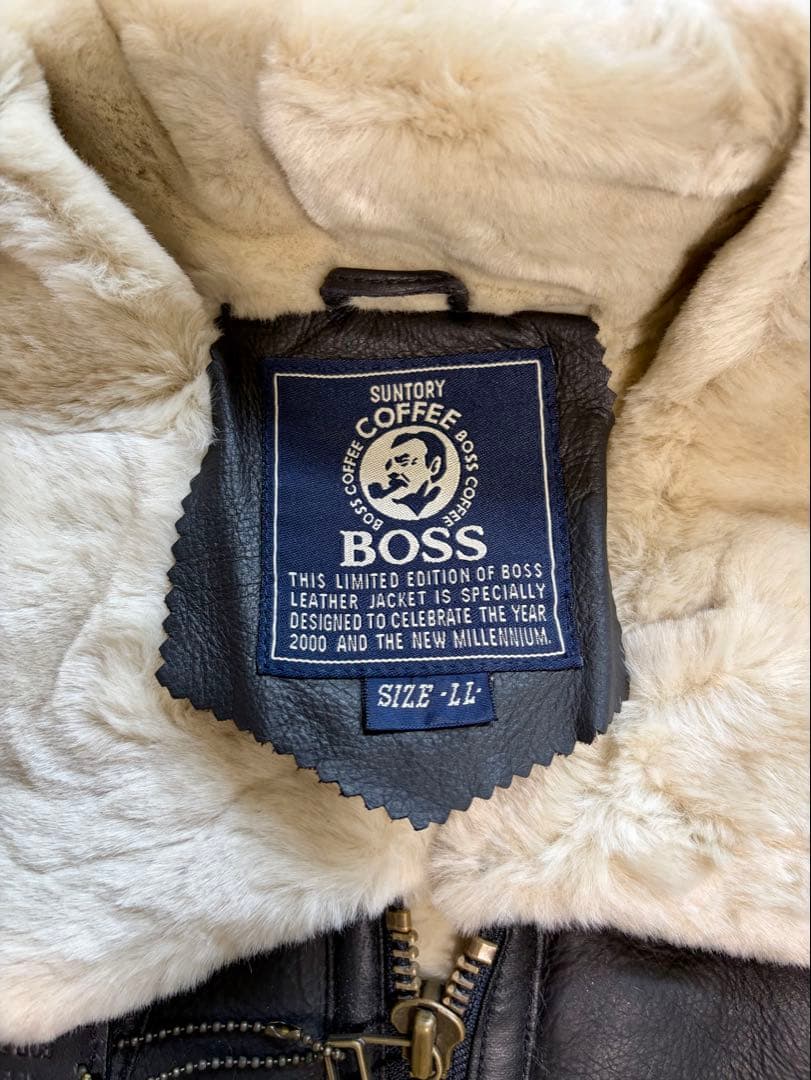 SUNTORY
COFFEE
BOSS COFFEE
BOSS COFFEE
BOSS
THIS LIMITED EDITION OF BOSS
LEATHER JACKET IS SPECIALLY
DESIGNED TO CELEBRATE THE YEAR
2000 AND THE NEW MILLENNIUM.
SIZE -LL-